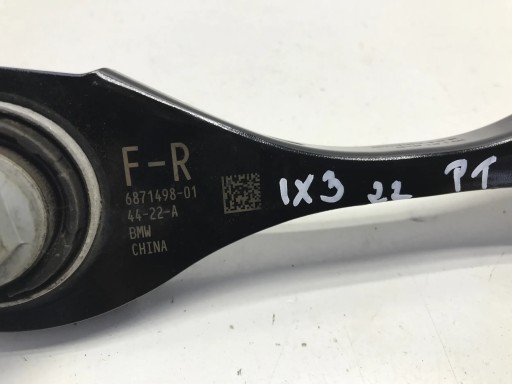 F-R
6871498-01
44-22-A
BMW
CHINA
IX3 22 PT